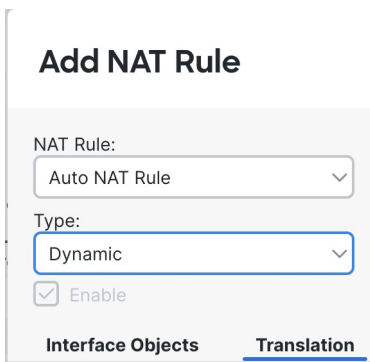 Add NAT Rule
NAT Rule:
Auto NAT Rule
Type:
Dynamic
Enable
Interface Objects Translation